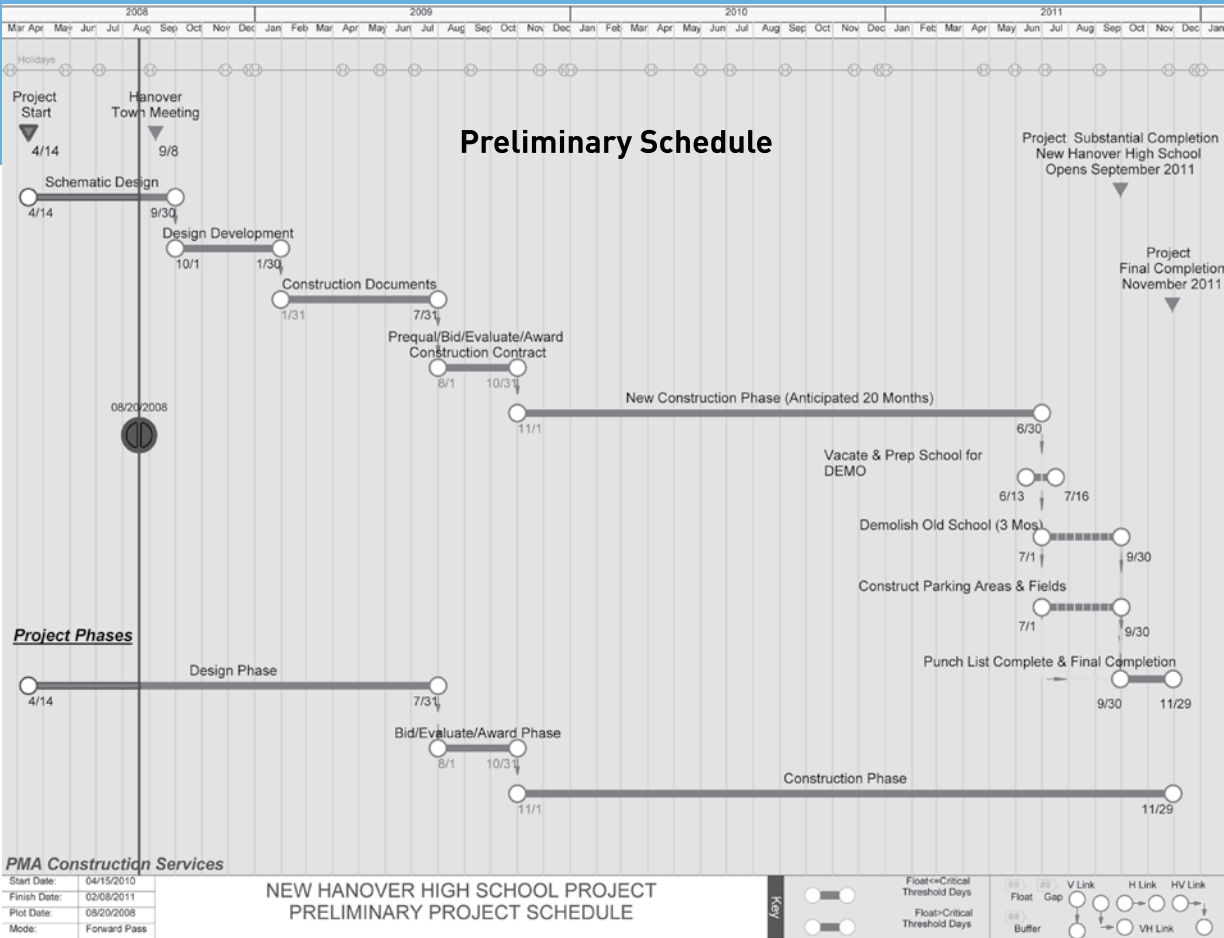 2008 2009 2010 2011
Mar Apr May Jun Jul Aug Sep Oct Nov Dec Jan Feb Mar Apr May Jun Jul Aug Sep Oct Nov Dec Jan Feb Mar Apr May Jun Jul Aug Sep Oct Nov Dec Jan Feb Mar Apr May Jun Jul Aug Sep Oct Nov Dec Jan
Holidays
Project
Start
4/14
Hanover
Town Meeting
9/8
Preliminary Schedule
Project Substantial Completion
New Hanover High School
Opens September 2011
Schematic Design
4/14 9/30
Design Development
10/1 1/30
Project
Final Completion
November 2011
Construction Documents
1/31 7/31
Prequal/Bid/Evaluate/Award
Construction Contract
8/1 10/31
New Construction Phase (Anticipated 20 Months)
11/1 6/30
08/20/2008
Vacate & Prep School for
DEMO
6/13 7/16
Demolish Old School (3 Mos)
7/1 9/30
Construct Parking Areas & Fields
7/1 9/30
Project Phases
Punch List Complete & Final Completion
9/30 11/29
Design Phase
4/14 7/31
Bid/Evaluate/Award Phase
8/1 10/31
Construction Phase
11/1 11/29
PMA Construction Services
Start Date: 04/15/2010
Finish Date: 02/08/2011
Plot Date: 08/20/2008
Mode: Forward Pass
NEW HANOVER HIGH SCHOOL PROJECT
PRELIMINARY PROJECT SCHEDULE
Key
Float<=Critical
Threshold Days
Float>Critical
Threshold Days
## ## V Link H Link HV Link
Float Gap
##
Buffer VH Link